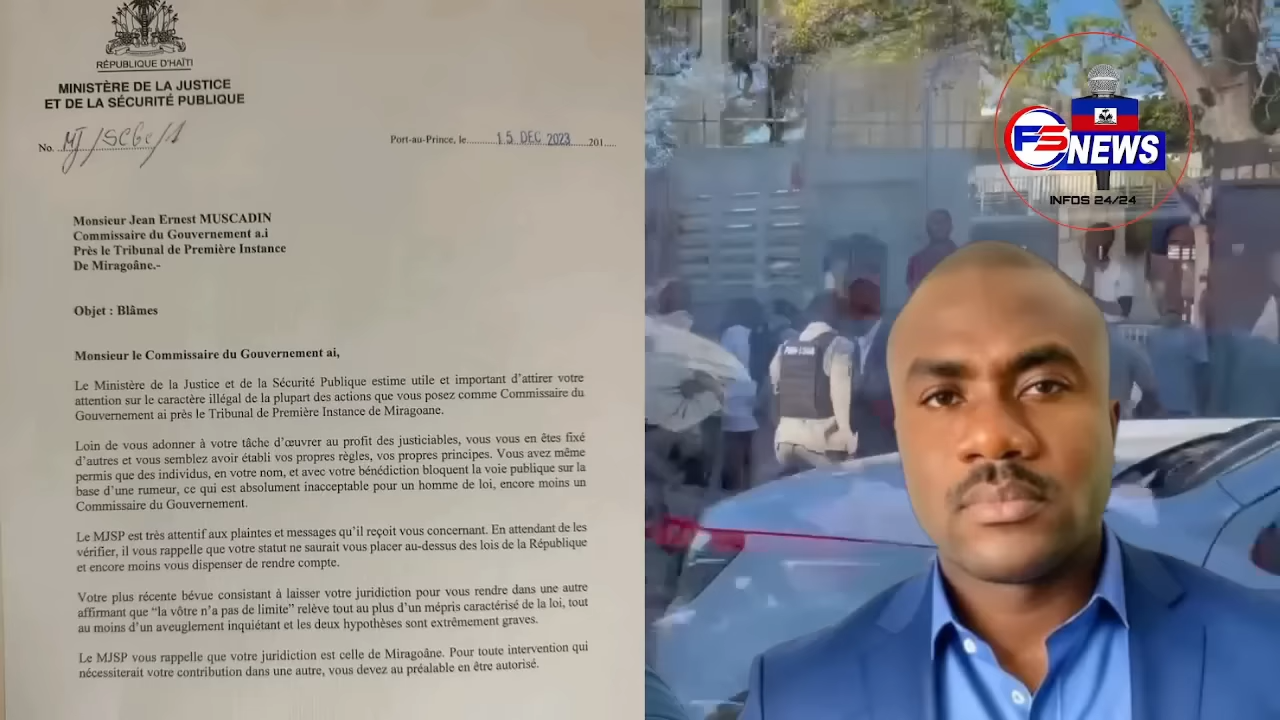 RÉPUBLIQUE D'HAÏTI
MINISTÈRE DE LA JUSTICE
ET DE LA SÉCURITÉ PUBLIQUE
No. MJ/SCGC/1
Port-au-Prince, le 15 DEC 2023 201
Monsieur Jean Ernest MUSCADIN
Commissaire du Gouvernement a.i
Près le Tribunal de Première Instance
De Miragoâne.-
Objet : Blâmes
Monsieur le Commissaire du Gouvernement ai,
Le Ministère de la Justice et de la Sécurité Publique estime utile et important d'attirer votre
attention sur le caractère illégal de la plupart des actions que vous posez comme Commissaire du
Gouvernement ai près le Tribunal de Première Instance de Miragoane.
Loin de vous adonner à votre tâche d'œuvrer au profit des justiciables, vous vous en êtes fixé
d'autres et vous semblez avoir établi vos propres règles, vos propres principes. Vous avez même
permis que des individus, en votre nom, et avec votre bénédiction bloquent la voie publique sur la
base d'une rumeur, ce qui est absolument inacceptable pour un homme de loi, encore moins un
Commissaire du Gouvernement.
Le MJSP est très attentif aux plaintes et messages qu'il reçoit vous concernant. En attendant de les
vérifier, il vous rappelle que votre statut ne saurait vous placer au-dessus des lois de la République
et encore moins vous dispenser de rendre compte.
Votre plus récente bévue consistant à laisser votre juridiction pour vous rendre dans une autre
affirmant que "la vôtre n'a pas de limite" relève tout au plus d'un mépris caractérisé de la loi, tout
au moins d'un aveuglement inquiétant et les deux hypothèses sont extrêmement graves.
Le MJSP vous rappelle que votre juridiction est celle de Miragoâne. Pour toute intervention qui
nécessiterait votre contribution dans une autre, vous devez au préalable en être autorisé.
FS NEWS
INFOS 24/24